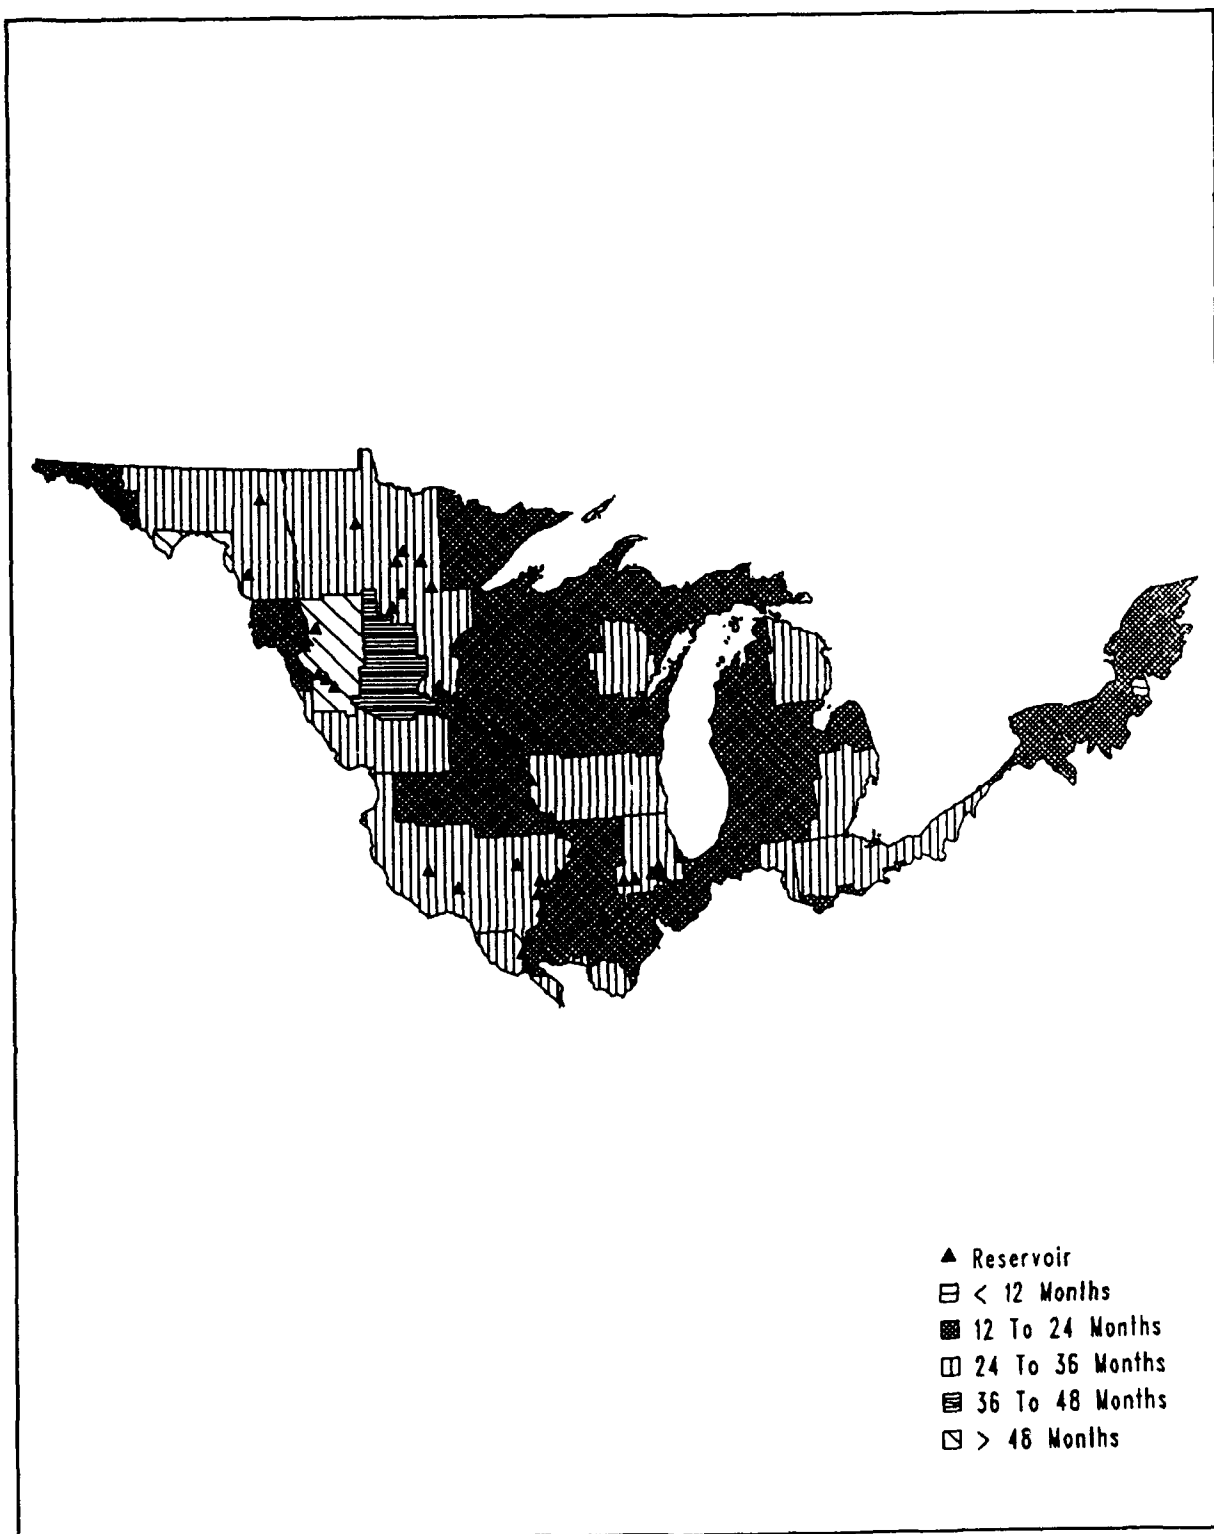 Reservoir
< 12 Months
12 To 24 Months
24 To 36 Months
36 To 48 Months
> 48 Months